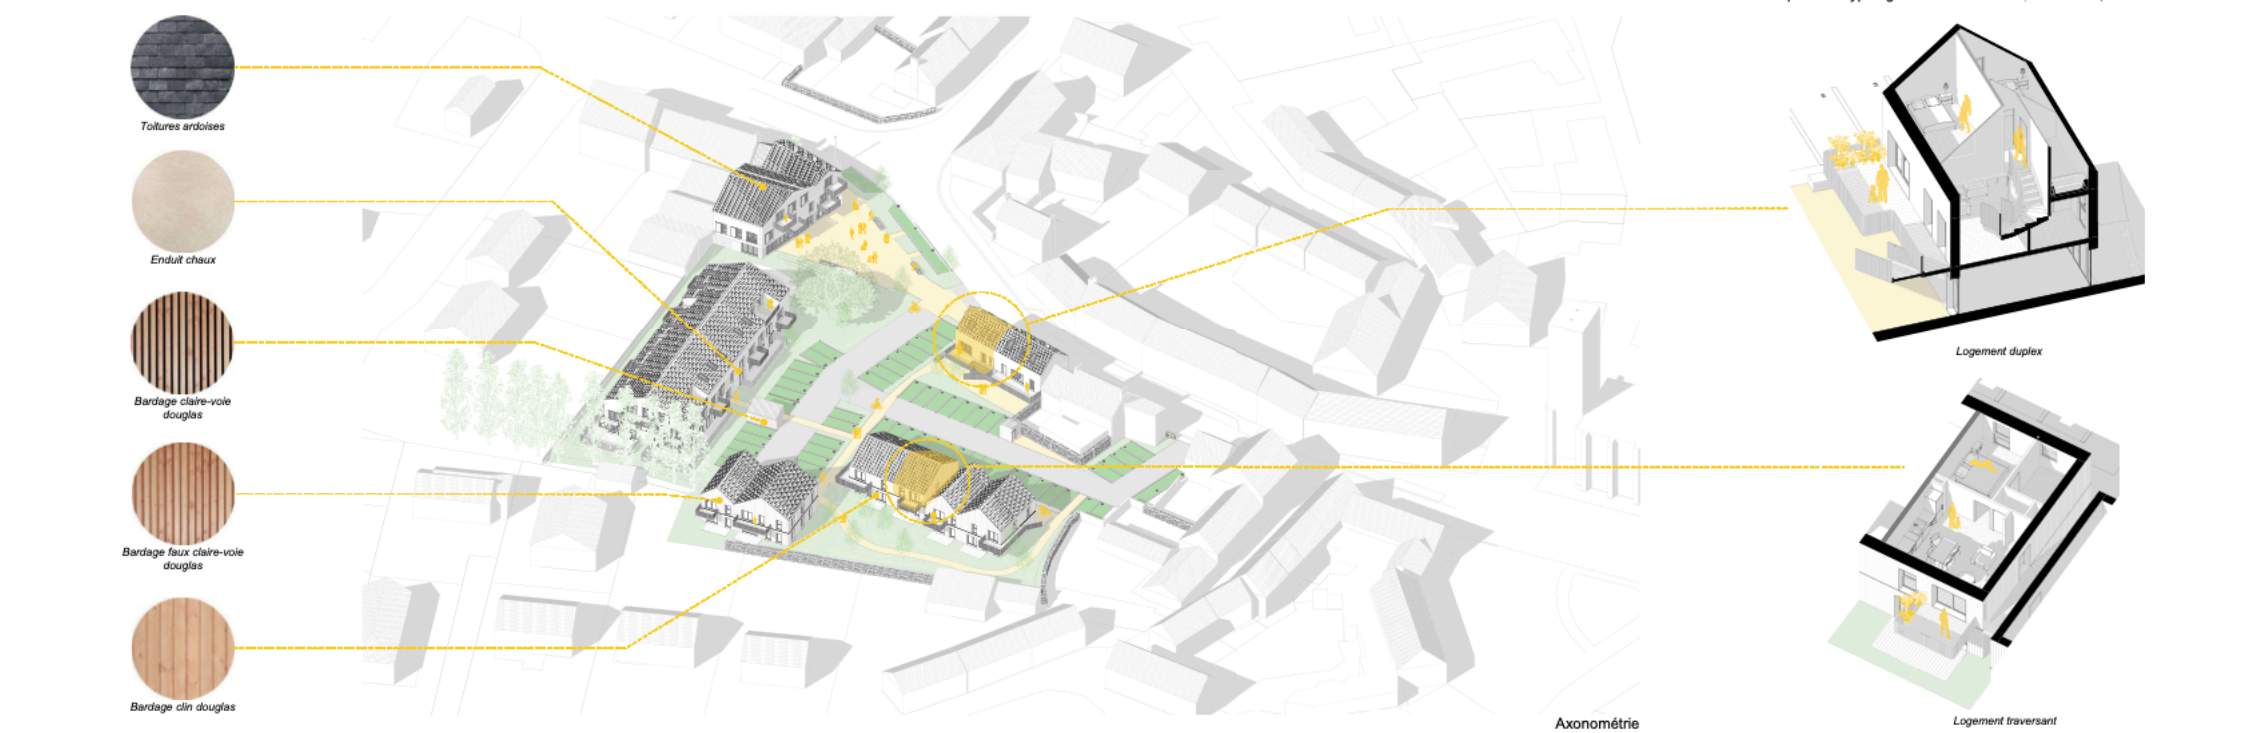 Toitures ardoises
Enduit chaux
Bardage claire-voie
douglas
Bardage faux claire-voie
douglas
Bardage clin douglas
Logement duplex
Logement traversant
Axonométrie